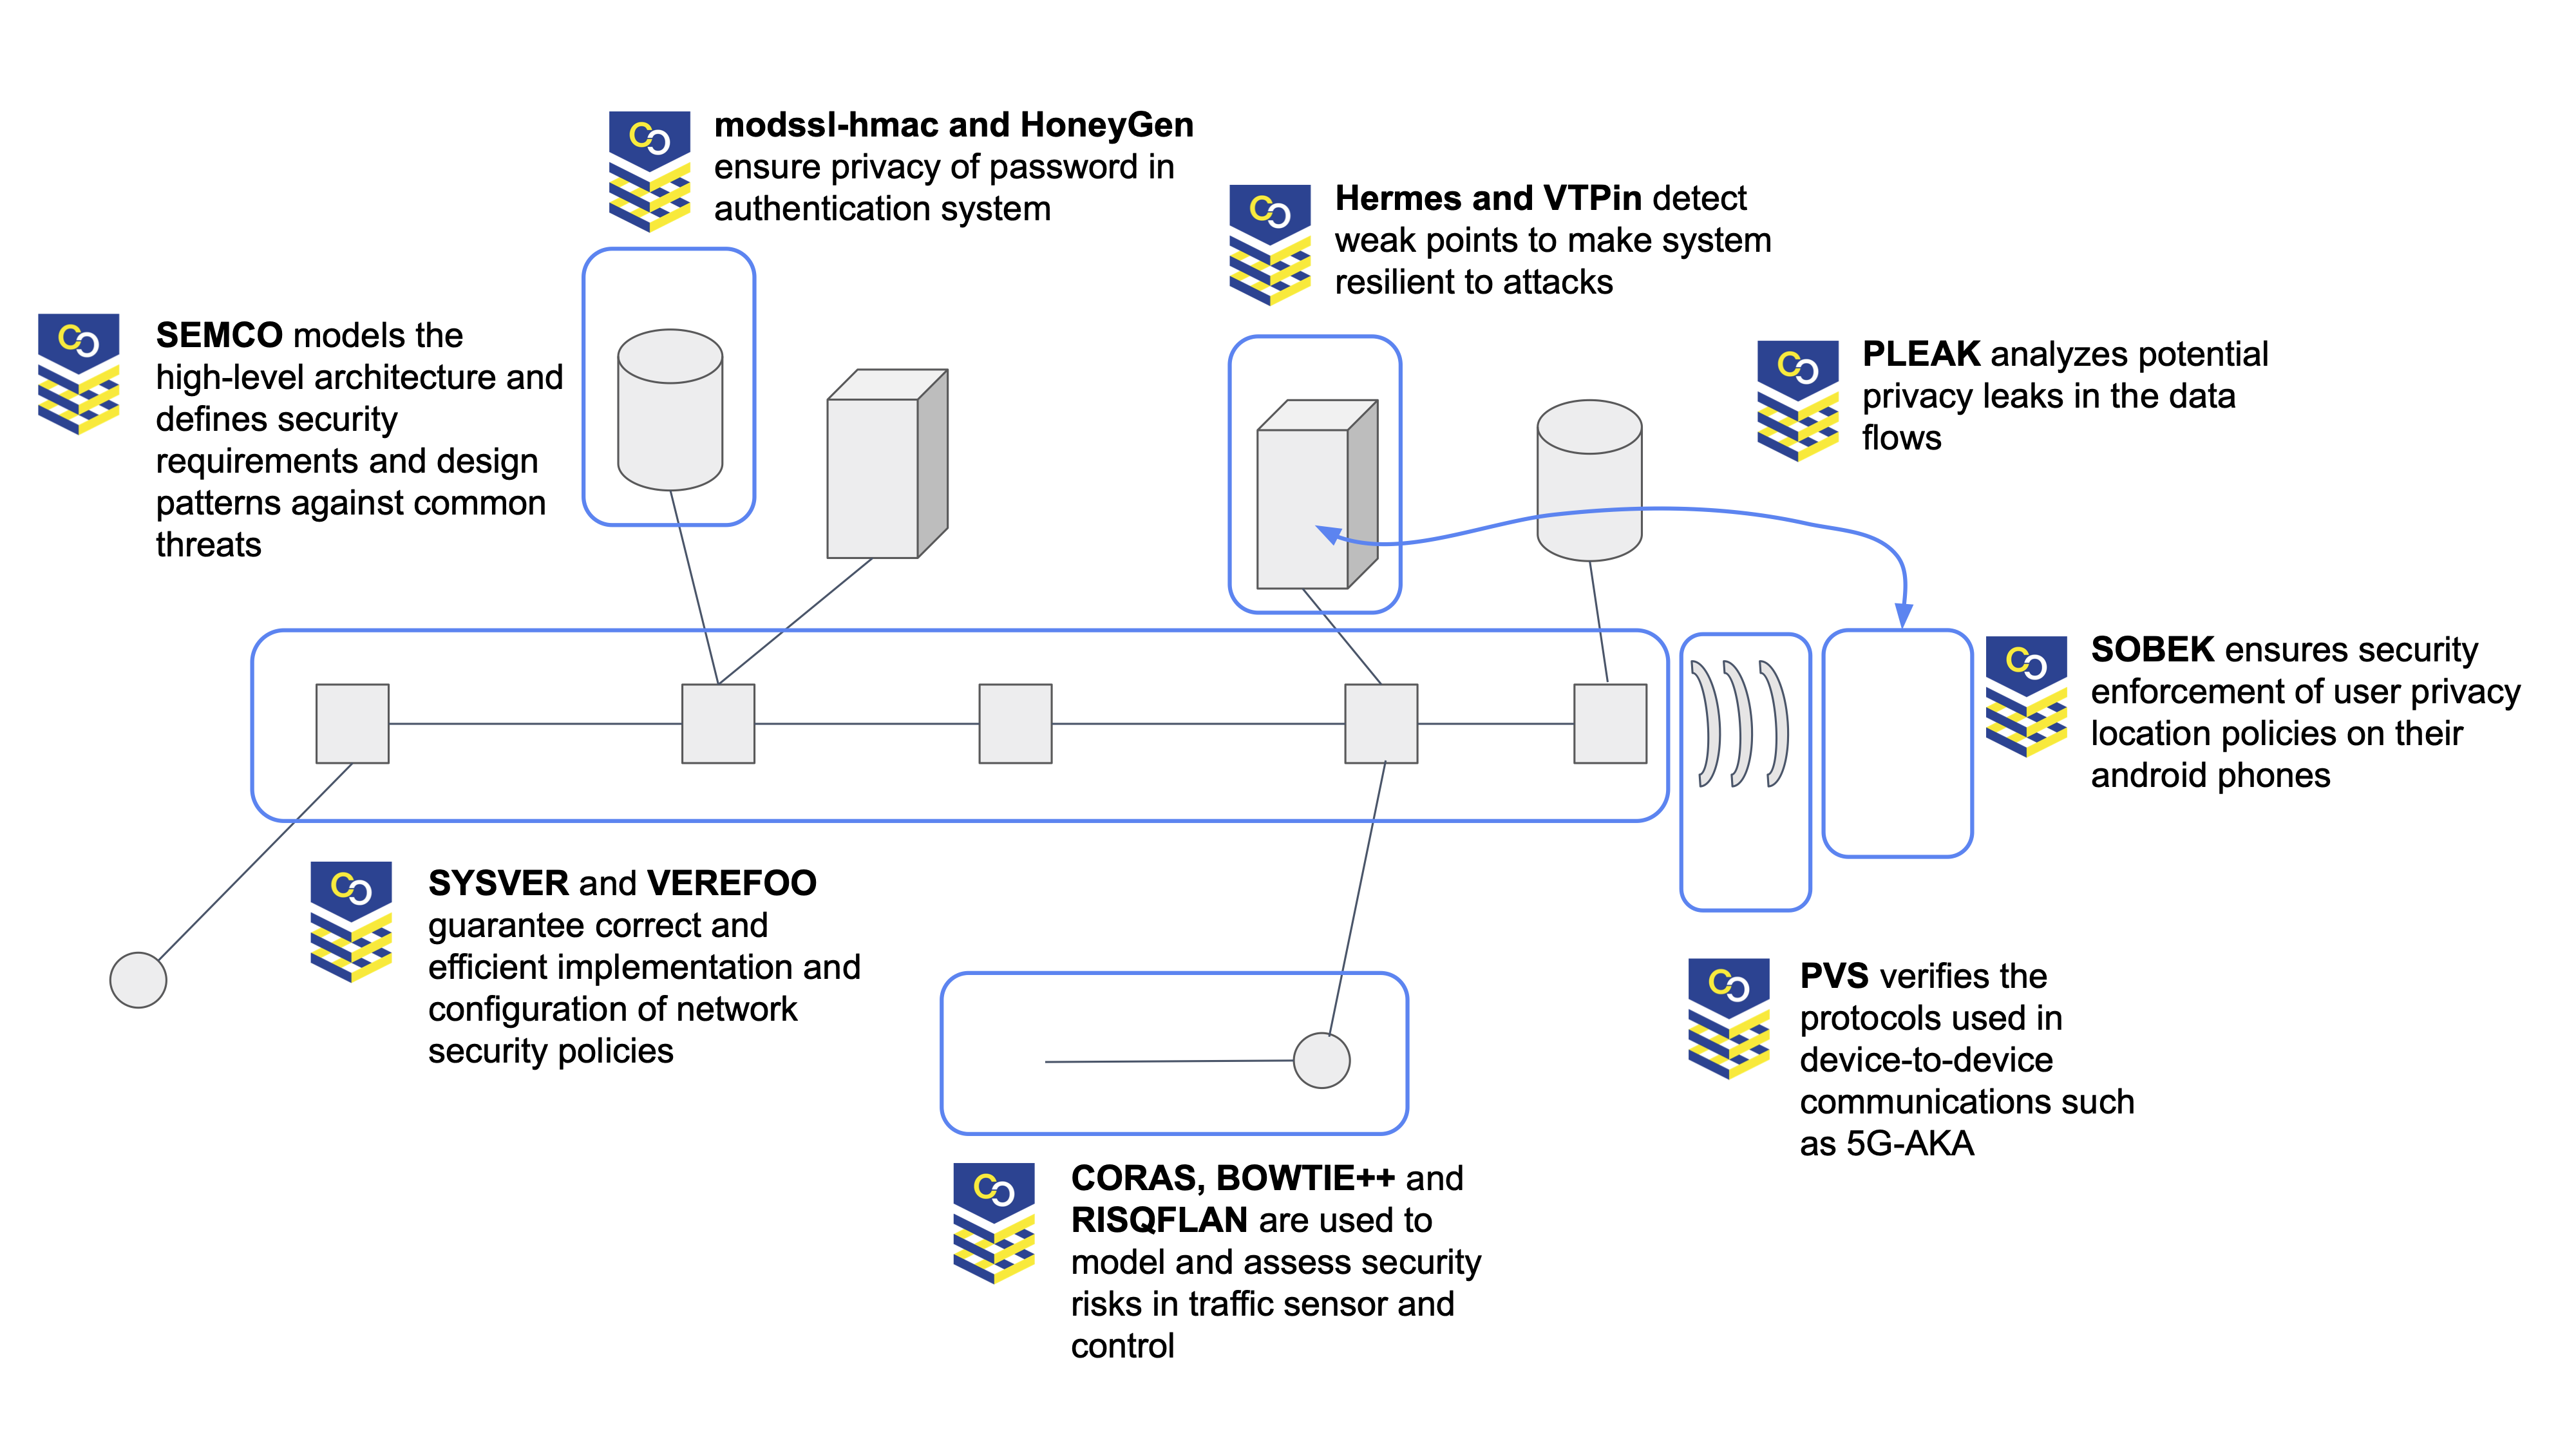 modssl-hmac and HoneyGen
ensure privacy of password in
authentication system
Hermes and VTPin detect
weak points to make system
resilient to attacks
SEMCO models the
high-level architecture and
defines security
requirements and design
patterns against common
threats
PLEAK analyzes potential
privacy leaks in the data
flows
SOBEK ensures security
enforcement of user privacy
location policies on their
android phones
SYSVER and VEREFOO
guarantee correct and
efficient implementation and
configuration of network
security policies
PVS verifies the
protocols used in
device-to-device
communications such
as 5G-AKA
CORAS, BOWTIE++ and
RISQFLAN are used to
model and assess security
risks in traffic sensor and
control